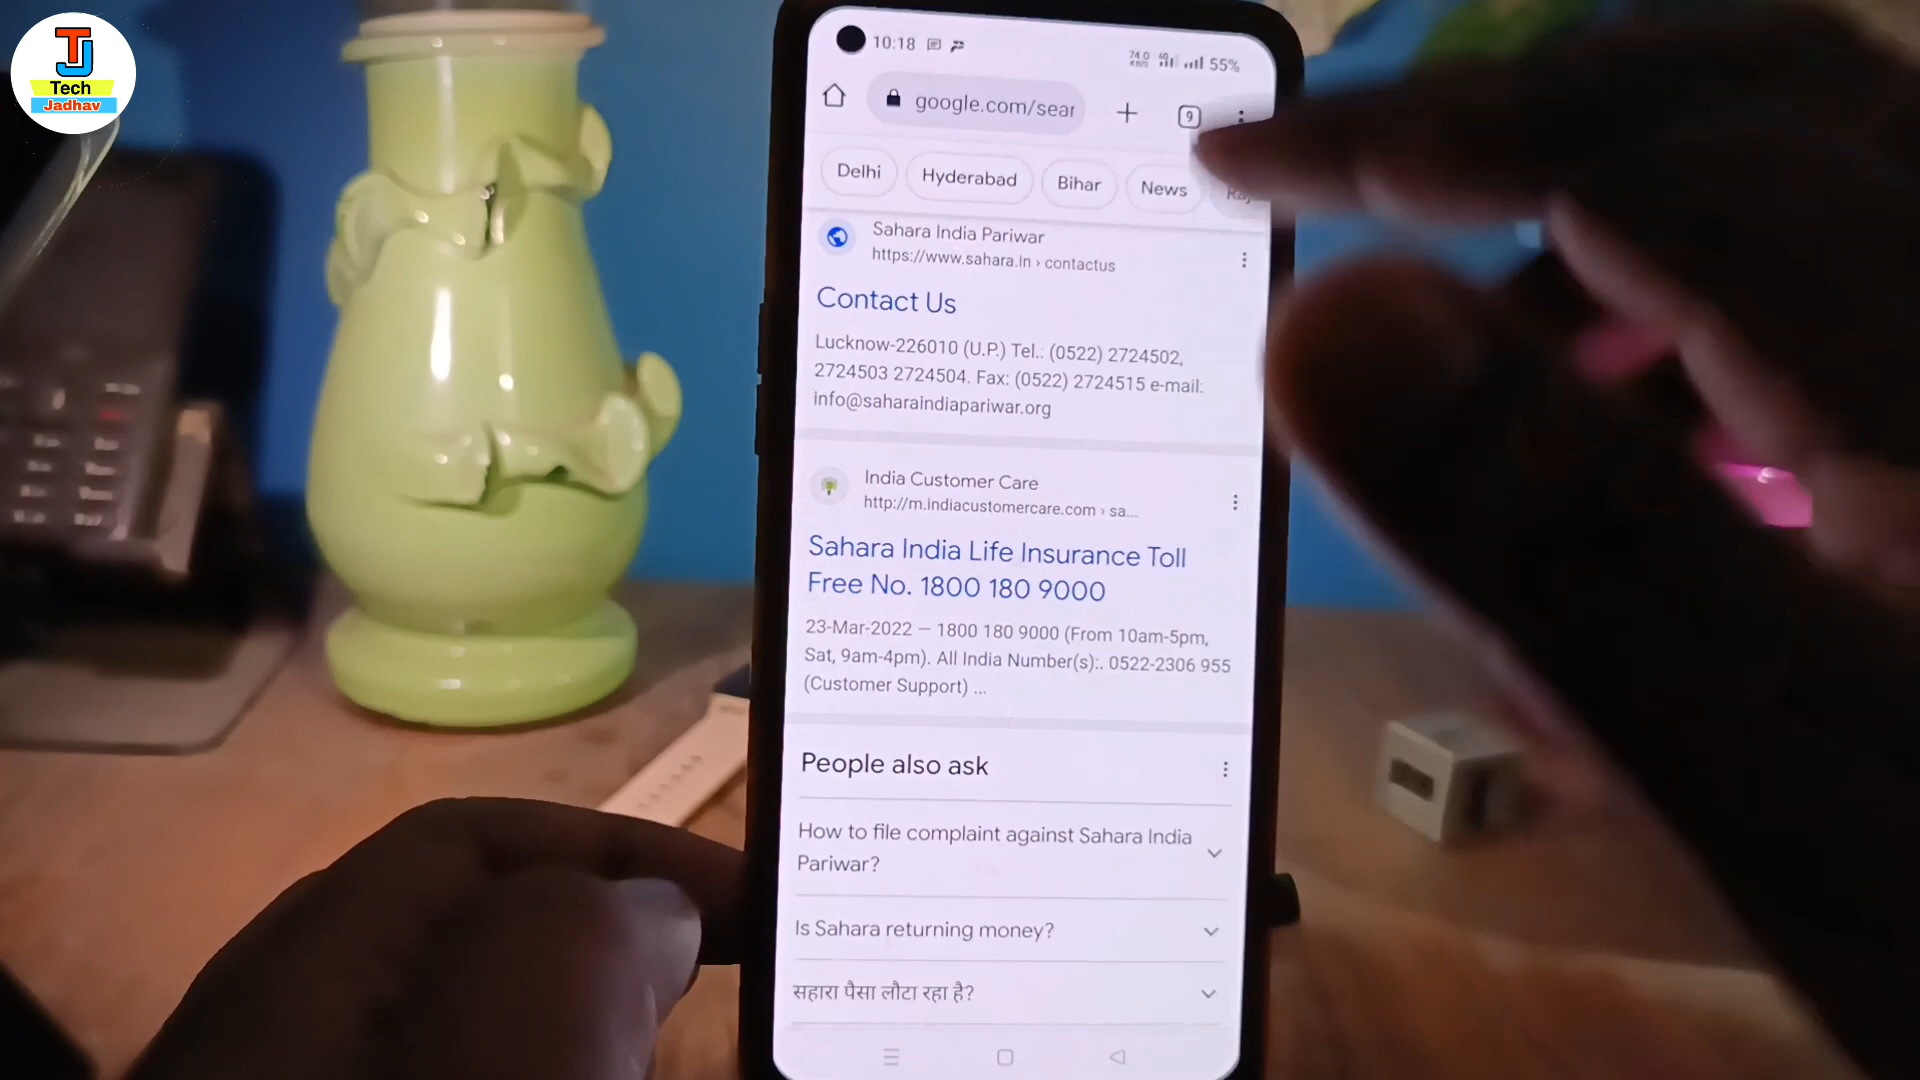 TJ
Tech
Jadhav
10:18
74.0
55%
google.com/sear
9
Delhi
Hyderabad
Bihar
News
Sahara India Pariwar
https://www.sahara.in › contactus
Contact Us
Lucknow-226010 (U.P.) Tel.: (0522) 2724502,
2724503 2724504. Fax: (0522) 2724515 e-mail:
info@saharaindiapariwar.org
India Customer Care
http://m.indiacustomercare.com › sa...
Sahara India Life Insurance Toll
Free No. 1800 180 9000
23-Mar-2022 — 1800 180 9000 (From 10am-5pm,
Sat, 9am-4pm). All India Number(s):. 0522-2306 955
(Customer Support) ...
People also ask
How to file complaint against Sahara India
Pariwar?
Is Sahara returning money?
सहारा पैसा लौटा रहा है?